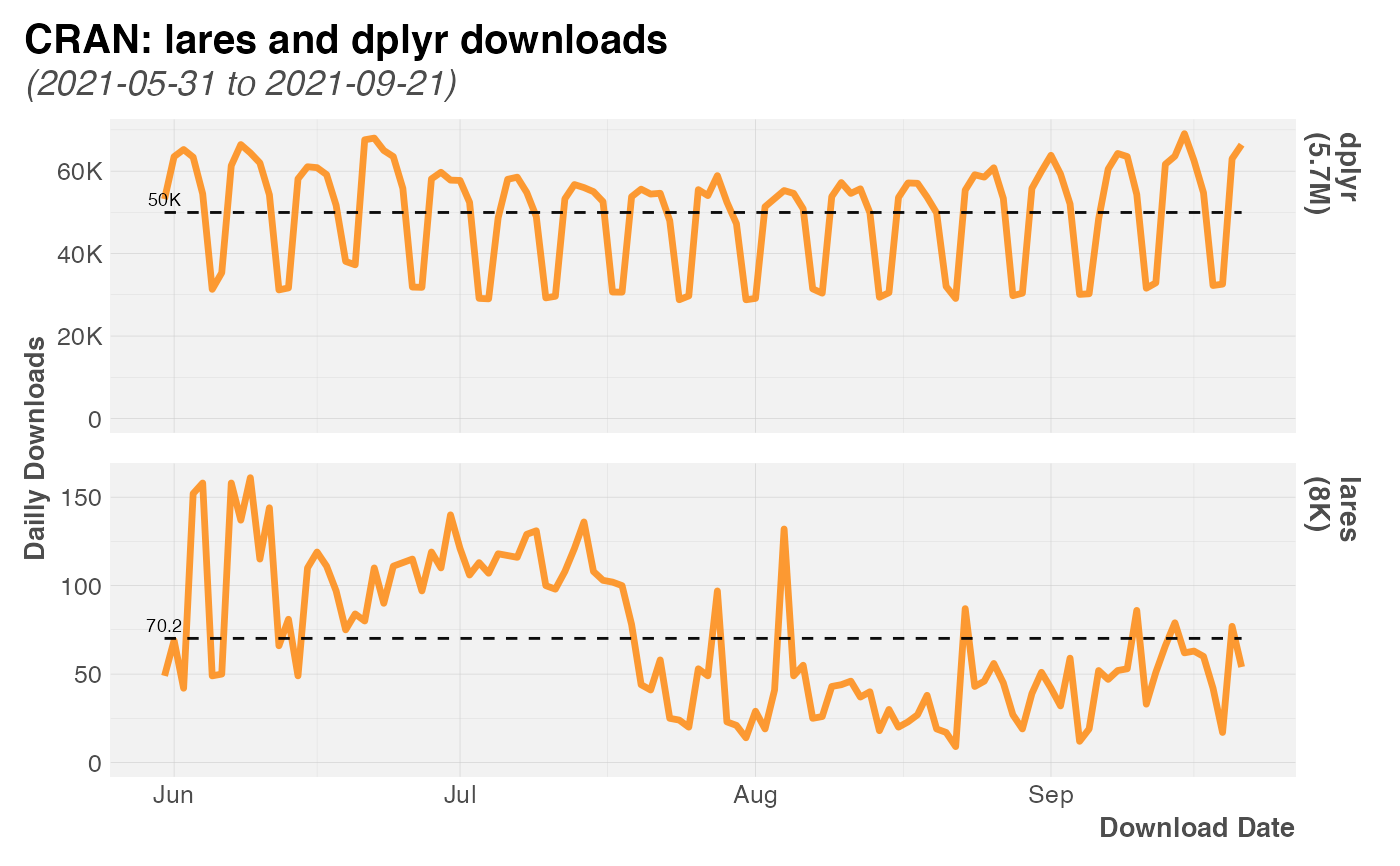 CRAN: lares and dplyr downloads
(2021-05-31 to 2021-09-21)
60K
50K
40K
20K
0
dplyr
(5.7M)
Dailly Downloads
150
100
70.2
50
0
lares
(8K)
Jun Jul Aug Sep
Download Date